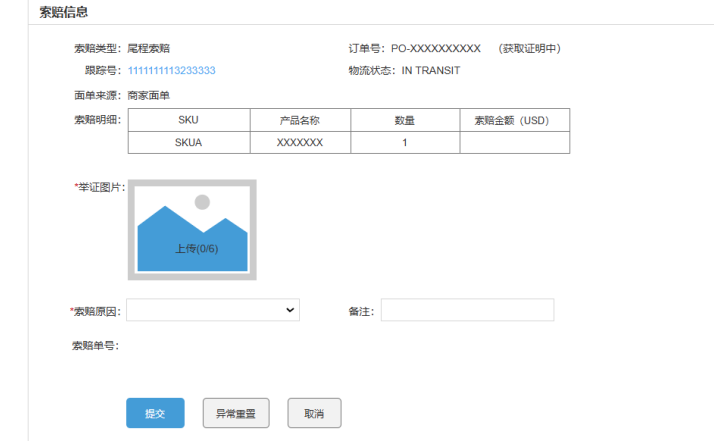 索赔信息
索赔类型：尾程索赔 订单号：PO-XXXXXXXXXX （获取证明中）
跟踪号：1111111113233333 物流状态：IN TRANSIT
面单来源：商家面单
索赔明细： SKU 产品名称 数量 索赔金额（USD）
SKUA XXXXXXX 1
*举证图片：
上传(0/6)
*索赔原因： 备注：
索赔单号：
提交 异常重置 取消